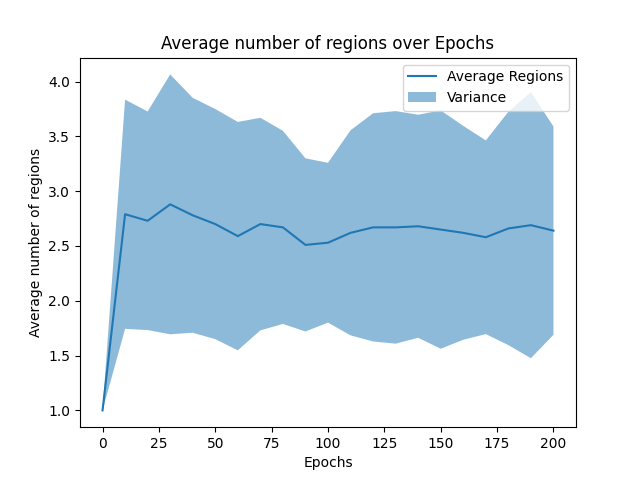 Average number of regions over Epochs
Average Regions
Variance
Average number of regions
4.0
3.5
3.0
2.5
2.0
1.5
1.0
0 25 50 75 100 125 150 175 200
Epochs